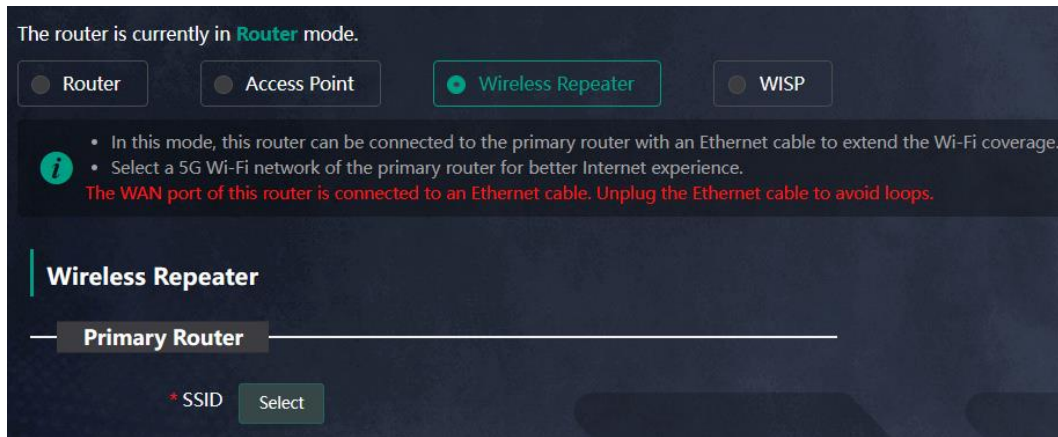 The router is currently in Router mode.
Router Access Point Wireless Repeater WISP
• In this mode, this router can be connected to the primary router with an Ethernet cable to extend the Wi-Fi coverage.
• Select a 5G Wi-Fi network of the primary router for better Internet experience.
The WAN port of this router is connected to an Ethernet cable. Unplug the Ethernet cable to avoid loops.
Wireless Repeater
Primary Router
* SSID Select